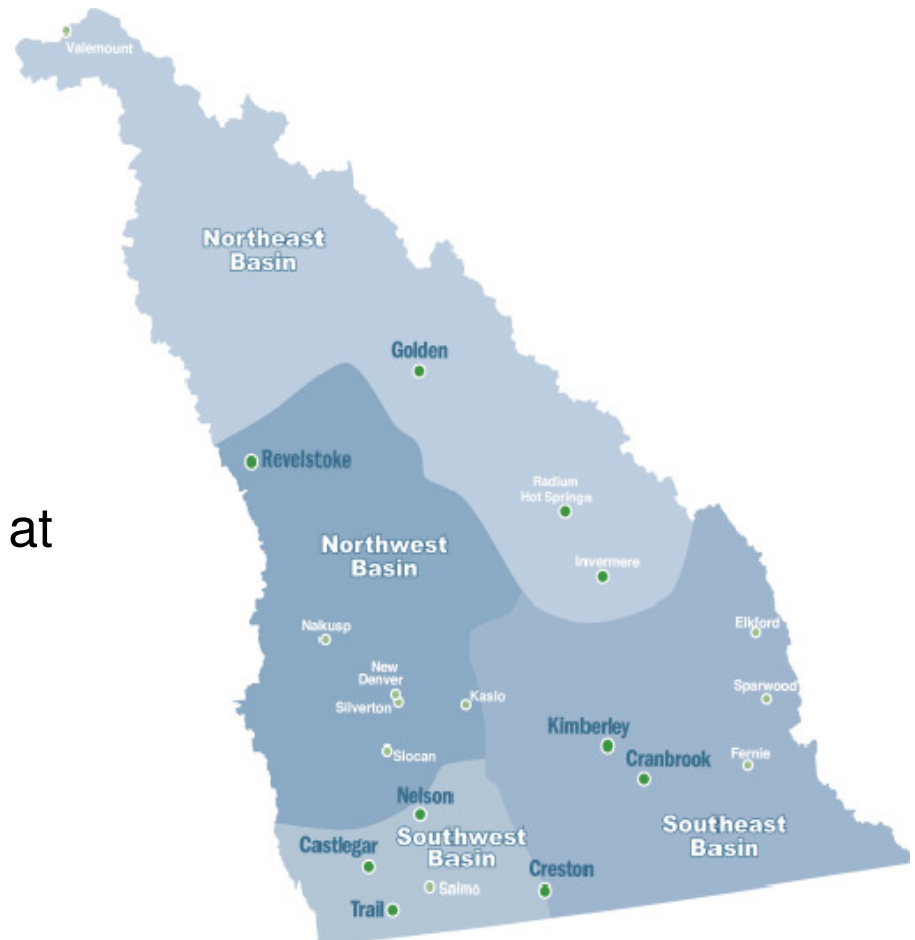 Valemount
Northeast
Basin
Golden
Revelstoke
Radium
Hot Springs
at
Northwest
Basin
Invermere
Nakusp
Elkford
New
Denver
Silverton
Kaslo
Sparwood
Kimberley
Slocan
Cranbrook
Fernie
Nelson
Southwest
Basin
Southeast
Basin
Castlegar
Creston
Salmo
Trail